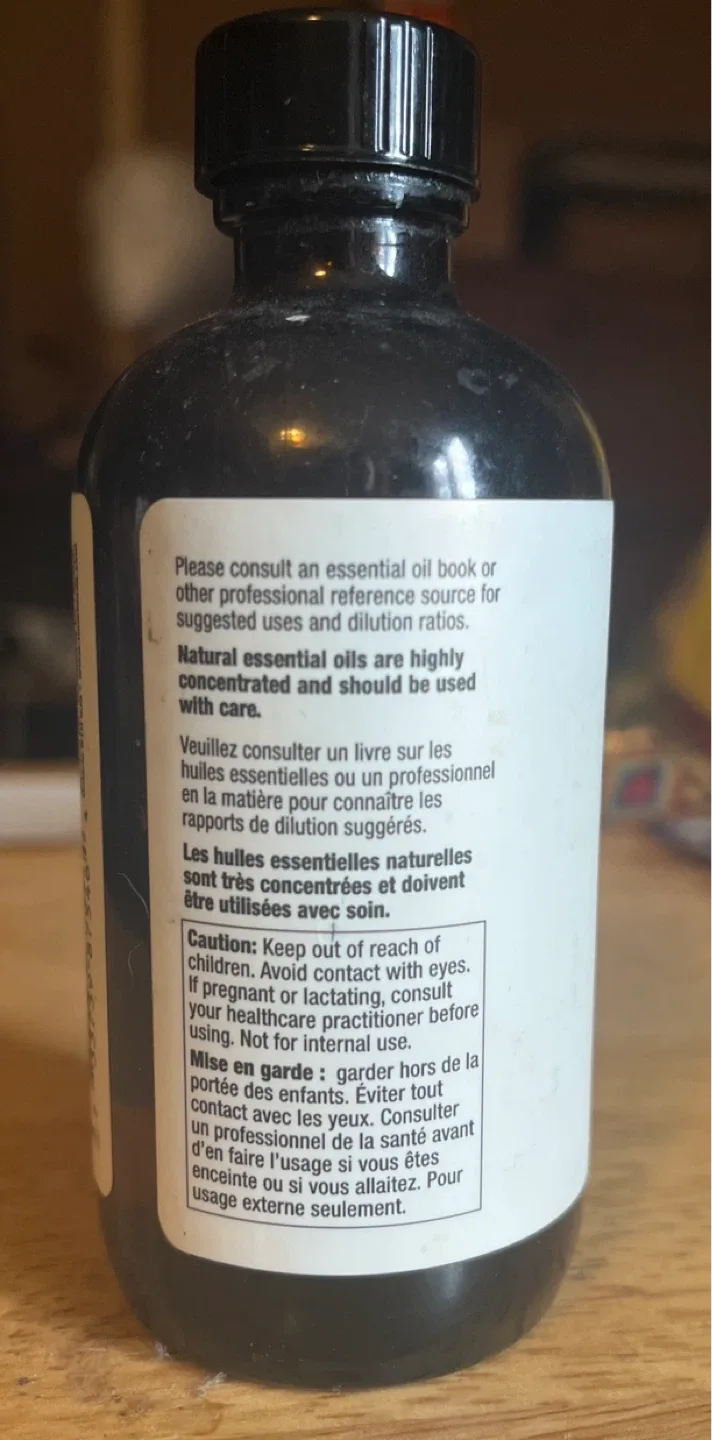 Please consult an essential oil book or
other professional reference source for
suggested uses and dilution ratios.
Natural essential oils are highly
concentrated and should be used
with care.
Veuillez consulter un livre sur les
huiles essentielles ou un professionnel
en la matière pour connaître les
rapports de dilution suggérés.
Les huiles essentielles naturelles
sont très concentrées et doivent
être utilisées avec soin.
Caution: Keep out of reach of
children. Avoid contact with eyes.
If pregnant or lactating, consult
your healthcare practitioner before
using. Not for internal use.
Mise en garde : garder hors de la
portée des enfants. Éviter tout
contact avec les yeux. Consulter
un professionnel de la santé avant
d'en faire l'usage si vous êtes
enceinte ou si vous allaitez. Pour
usage externe seulement.